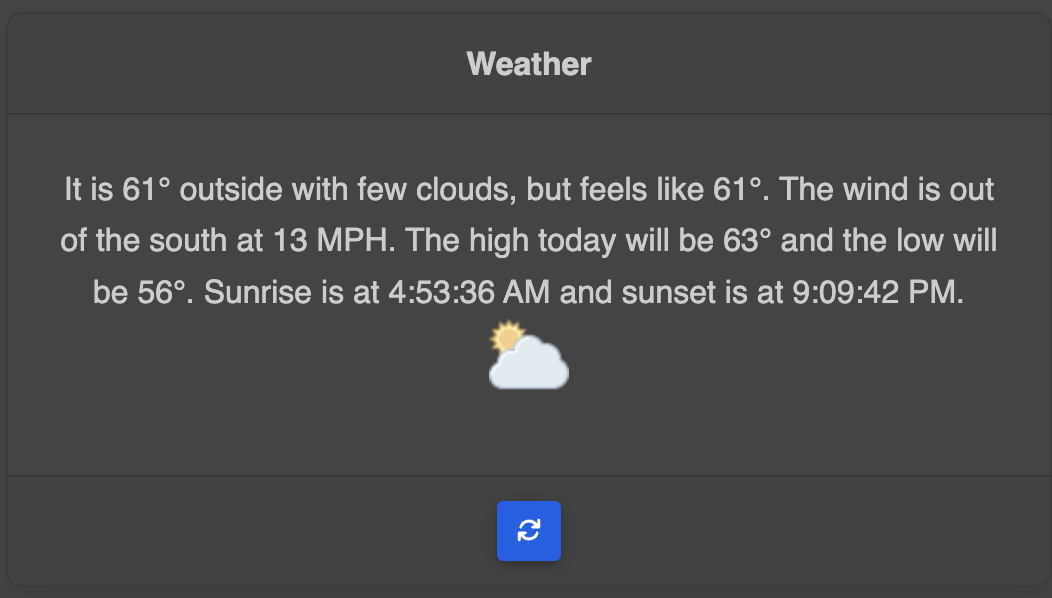 Weather
It is 61° outside with few clouds, but feels like 61°. The wind is out
of the south at 13 MPH. The high today will be 63° and the low will
be 56°. Sunrise is at 4:53:36 AM and sunset is at 9:09:42 PM.